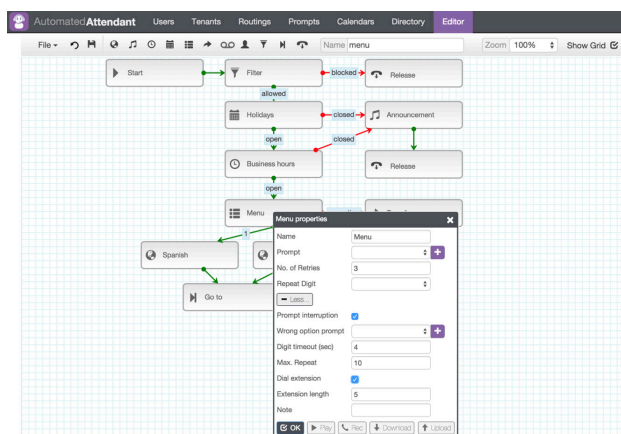 AutomatedAttendant Users Tenants Routings Prompts Calendars Directory Editor
File Name menu Zoom 100% Show Grid
Start Filter blocked Release
allowed
Holidays closed Announcement
open closed
Business hours Release
open
Menu
Menu properties
1
Name Menu
Spanish
Prompt
No. of Retries 3
Repeat Digit
Go to
Less...
Prompt interruption
Wrong option prompt
Digit timeout (sec) 4
Max. Repeat 10
Dial extension
Extension length 5
Note
OK Play Rec Download Upload